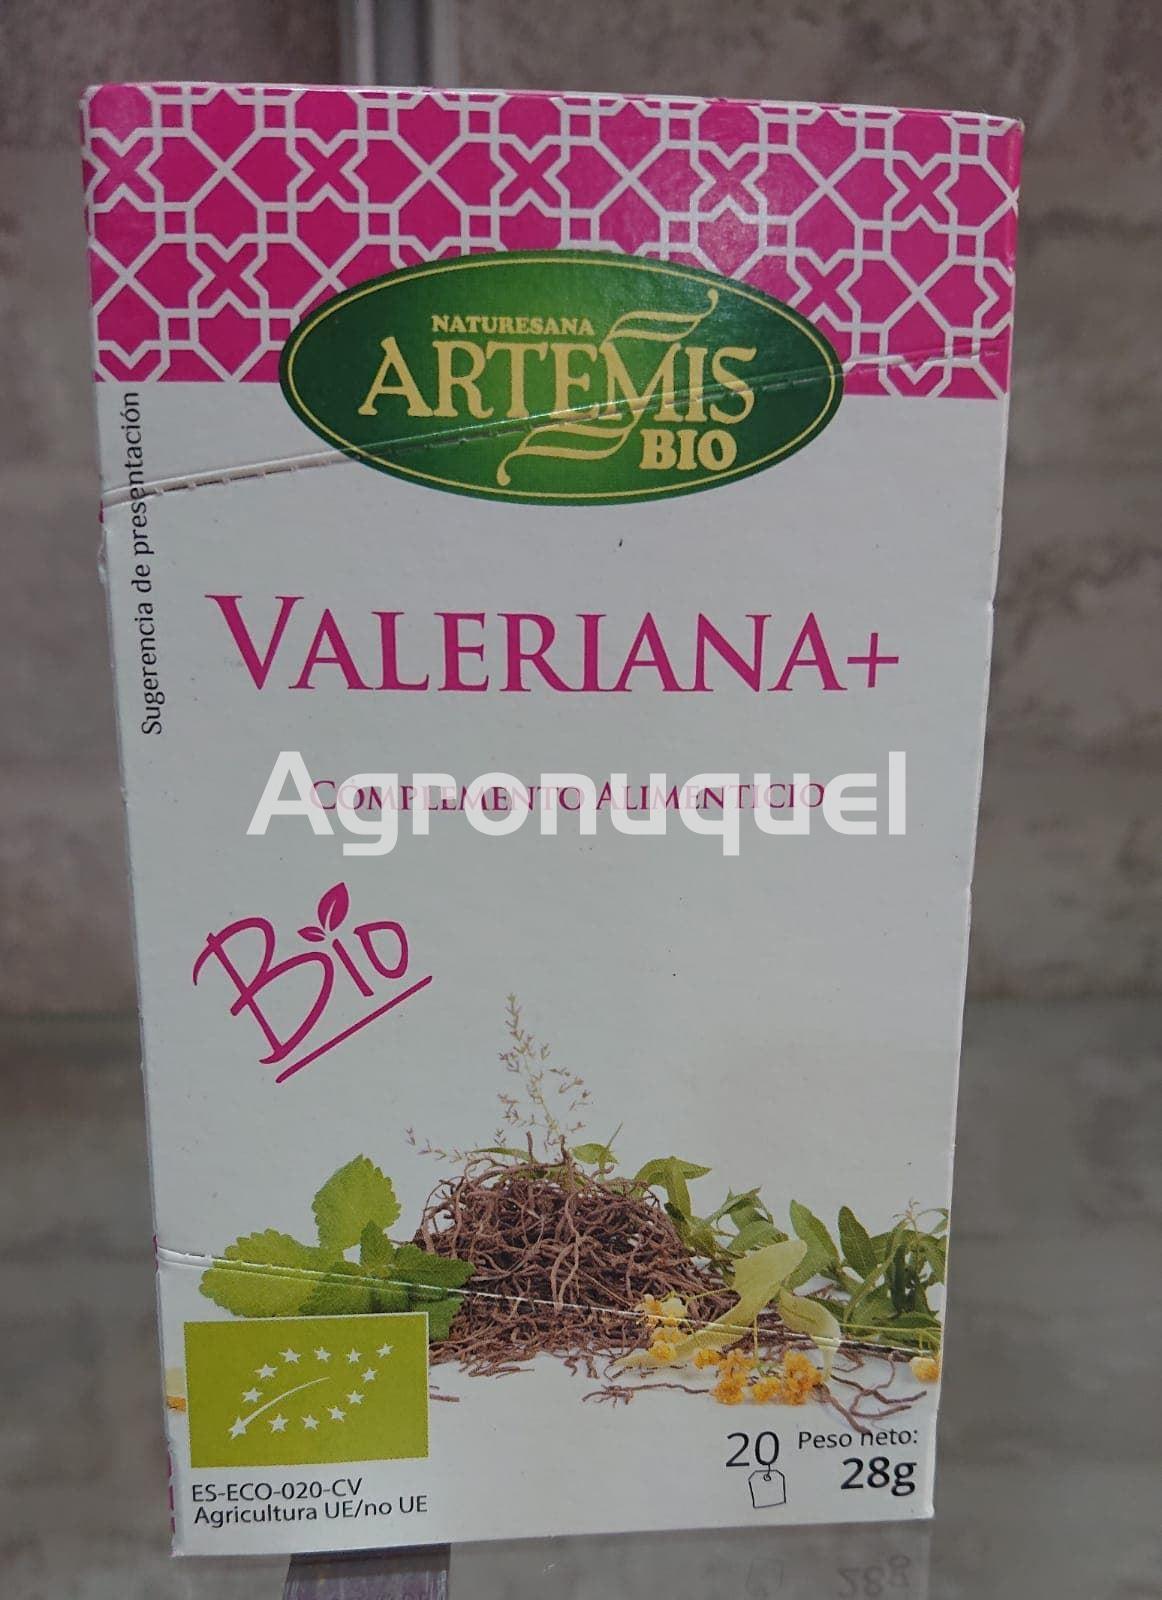 NATURESANA
ARTEMIS
BIO
Sugerencia de presentación
VALERIANA+
COMPLEMENTO ALIMENTICIO
Agronuquel
Bio
20
Peso neto:
28g
ES-ECO-020-CV
Agricultura UE/no UE
28g